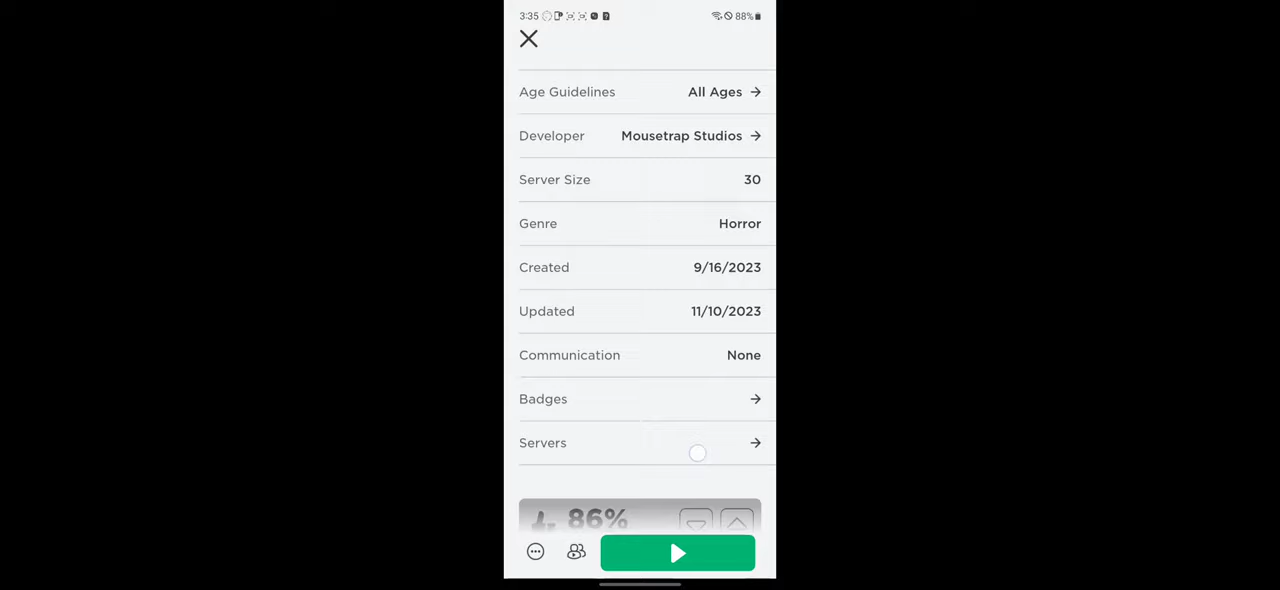 3:35 88%
Age Guidelines All Ages
Developer Mousetrap Studios
Server Size 30
Genre Horror
Created 9/16/2023
Updated 11/10/2023
Communication None
Badges
Servers
86%